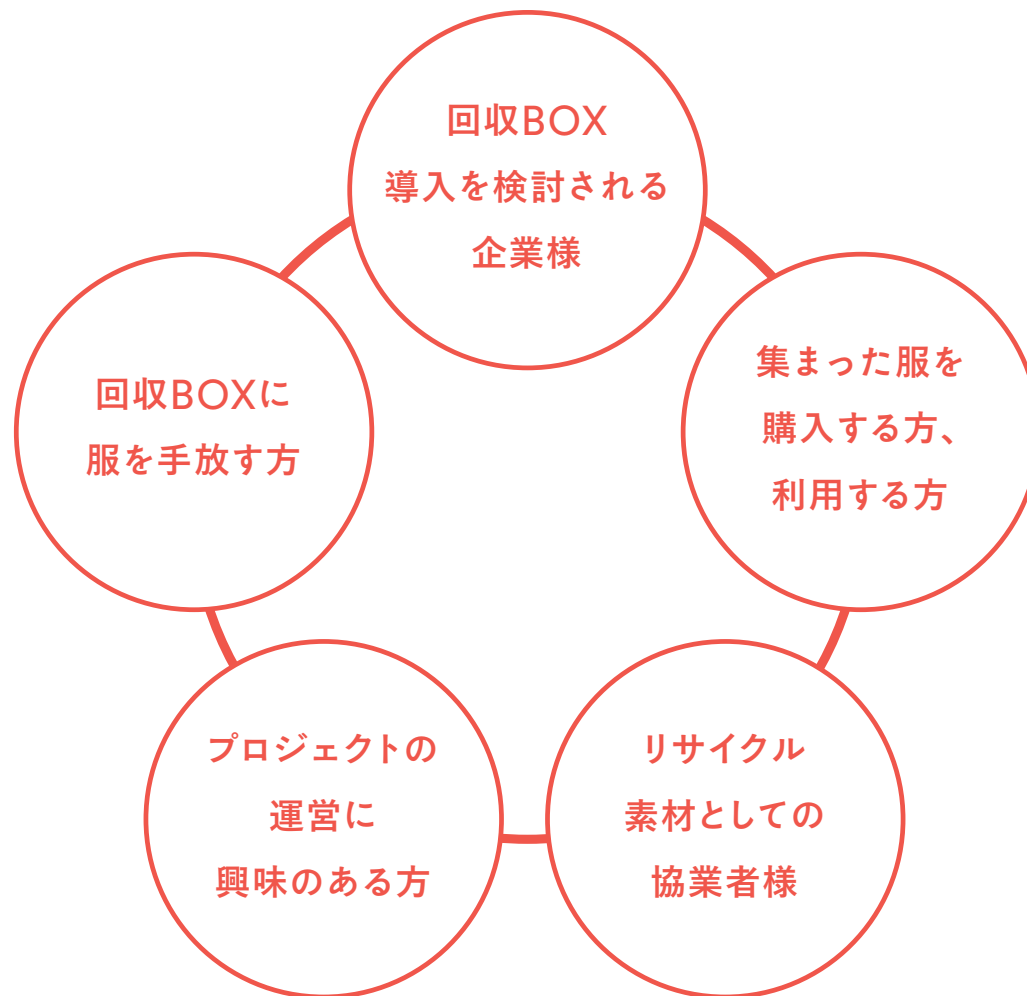 回収BOX
導入を検討される
企業様
回収BOXに
服を手放す方
集まった服を
購入する方、
利用する方
プロジェクトの
運営に
興味のある方
リサイクル
素材としての
協業者様